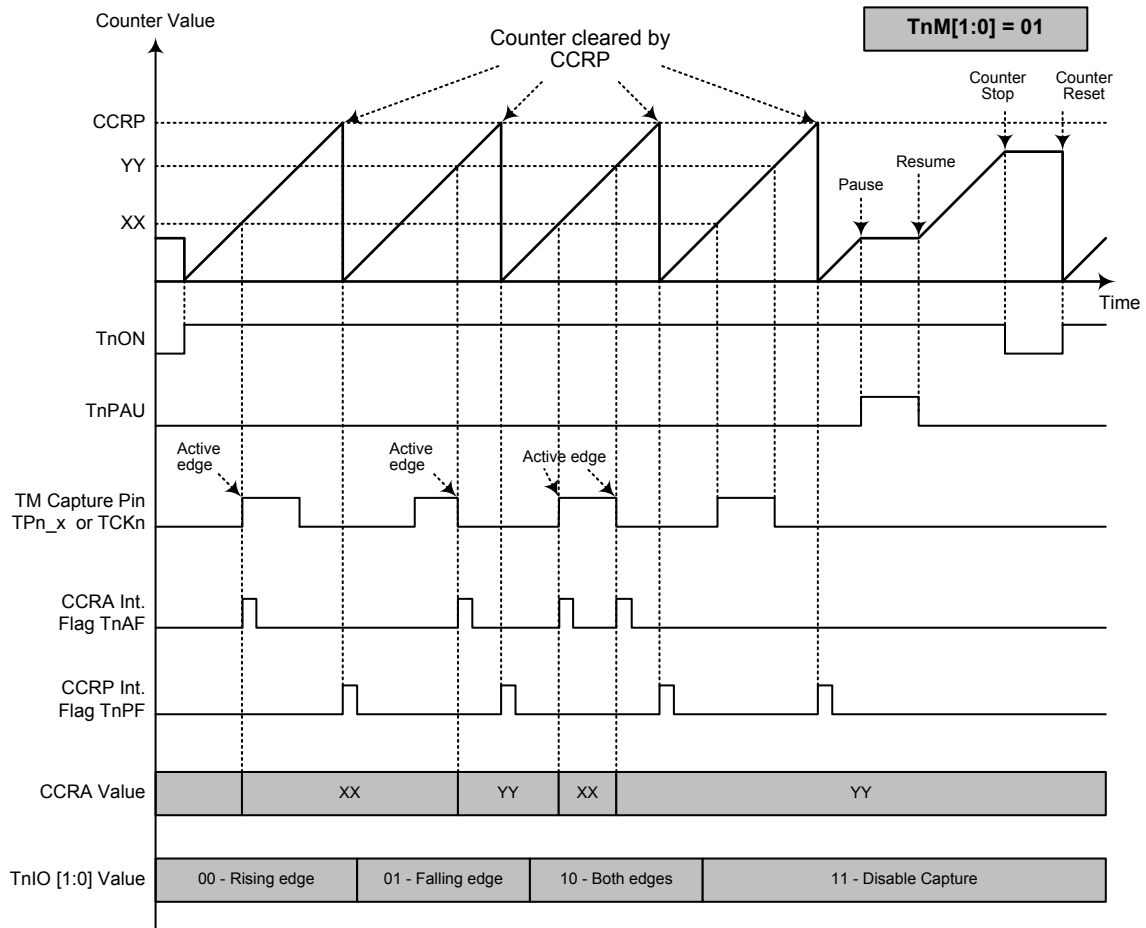 Counter Value
TnM[1:0] = 01
Counter cleared by
CCRP
Counter
Stop
Counter
Reset
CCRP
YY
XX
Pause
Resume
Time
TnON
TnPAU
Active
edge
Active
edge
Active edge
TM Capture Pin
TPn_x or TCKn
CCRA Int.
Flag TnAF
CCRP Int.
Flag TnPF
CCRA Value
XX
YY
XX
YY
TnIO [1:0] Value
00 - Rising edge
01 - Falling edge
10 - Both edges
11 - Disable Capture